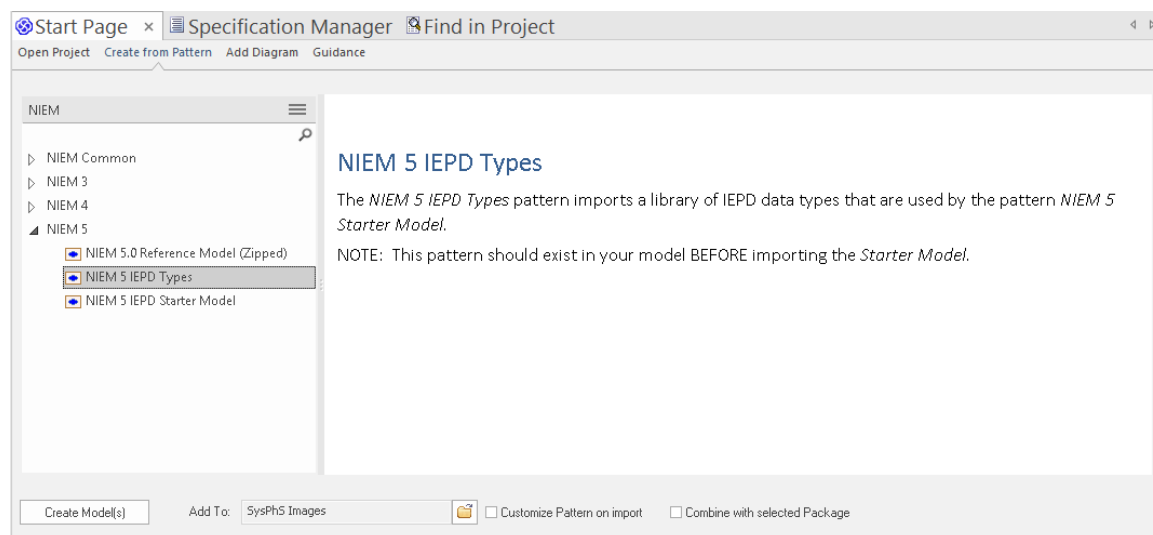 Start Page × Specification Manager Find in Project
Open Project Create from Pattern Add Diagram Guidance
NIEM
NIEM Common
NIEM 3
NIEM 4
NIEM 5
NIEM 5.0 Reference Model (Zipped)
NIEM 5 IEPD Types
NIEM 5 IEPD Starter Model
NIEM 5 IEPD Types
The NIEM 5 IEPD Types pattern imports a library of IEPD data types that are used by the pattern NIEM 5
Starter Model.
NOTE: This pattern should exist in your model BEFORE importing the Starter Model.
Create Model(s) Add To: SysPhS Images Customize Pattern on import Combine with selected Package